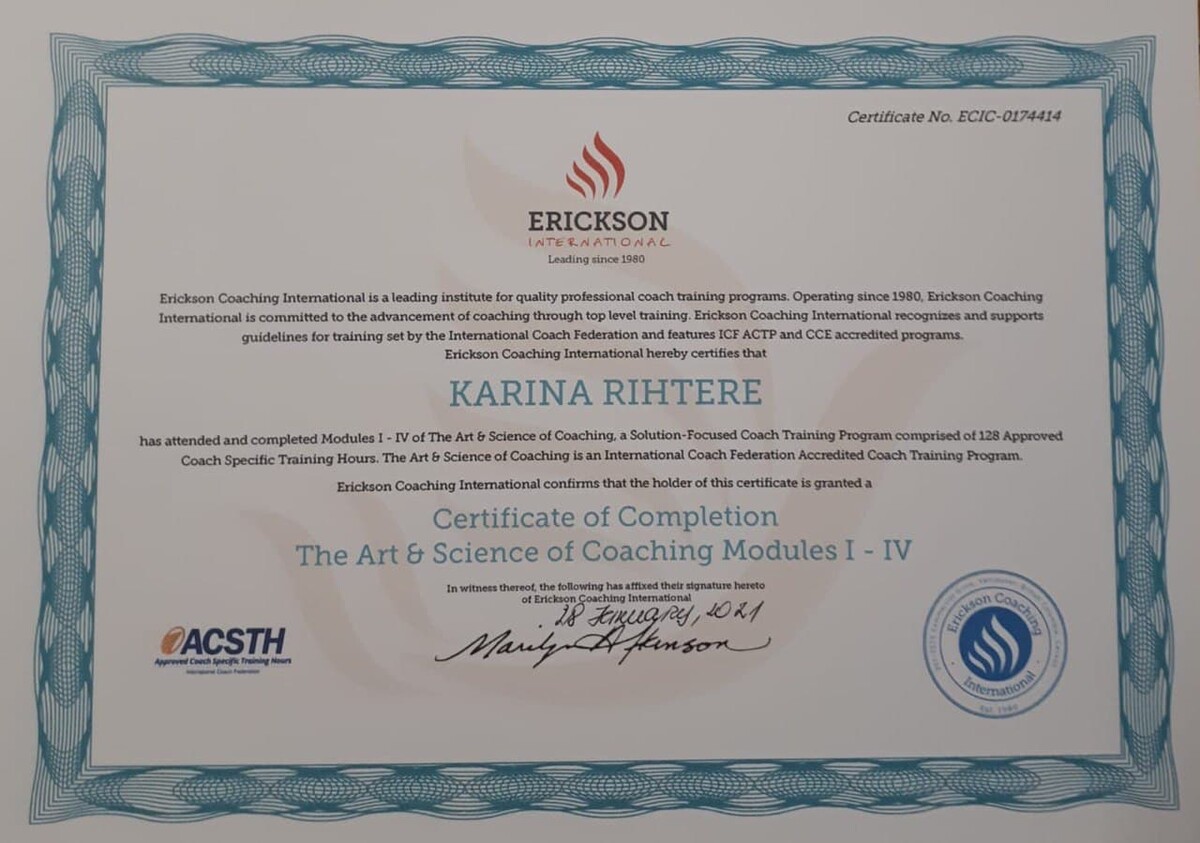 Certificate No. ECIC-0174414
ERICKSON
INTERNATIONAL
Leading since 1980
Erickson Coaching International is a leading institute for quality professional coach training programs. Operating since 1980, Erickson Coaching
International is committed to the advancement of coaching through top level training. Erickson Coaching International recognizes and supports
guidelines for training set by the International Coach Federation and features ICF ACTP and CCE accredited programs.
Erickson Coaching International hereby certifies that
KARINA RIHTERE
has attended and completed Modules I - IV of The Art & Science of Coaching, a Solution-Focused Coach Training Program comprised of 128 Approved
Coach Specific Training Hours. The Art & Science of Coaching is an International Coach Federation Accredited Coach Training Program.
Erickson Coaching International confirms that the holder of this certificate is granted a
Certificate of Completion
The Art & Science of Coaching Modules I - IV
In witness thereof, the following has affixed their signature hereto
of Erickson Coaching International
28 January, 2021
Marilyn Atkinson
ACSTH
Approved Coach Specific Training Hours
International Coach Federation
Erickson Coaching
International
Est. 1980